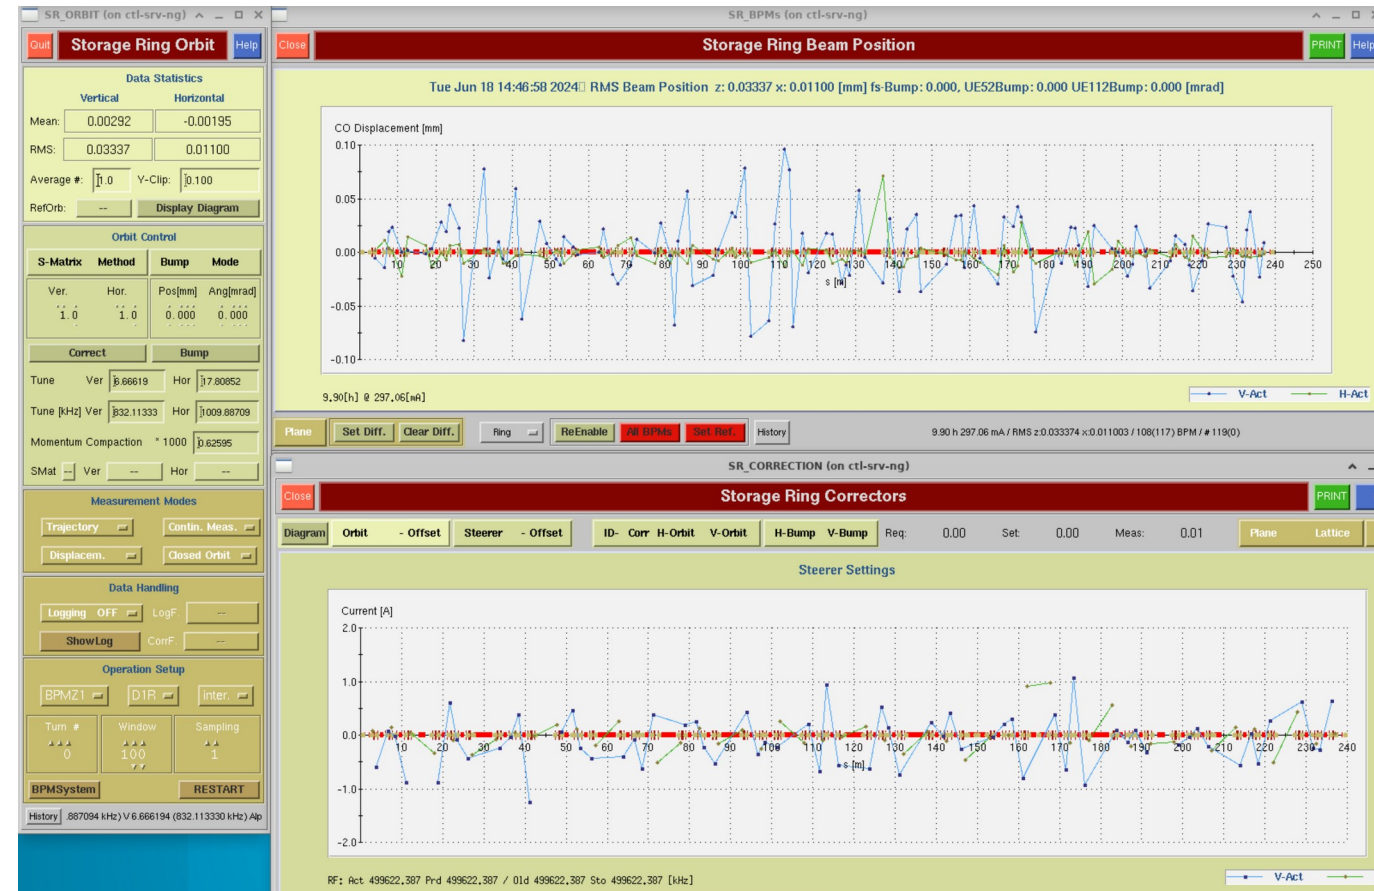 SR_ORBIT (on ctl-srv-ng)
Quit Storage Ring Orbit Help
Data Statistics
Vertical Horizontal
Mean: 0.00292 -0.00195
RMS: 0.03337 0.01100
Average #: 1.0 Y-Clip: 0.100
RefOrb: -- Display Diagram
Orbit Control
S-Matrix Method Bump Mode
Ver. Hor. Pos[mm] Ang[mrad]
1.0 1.0 0.000 0.000
Correct Bump
Tune Ver 6.66619 Hor 17.80852
Tune [kHz] Ver 832.11333 Hor 1009.88709
Momentum Compaction * 1000 0.62595
SMat -- Ver -- Hor --
Measurement Modes
Trajectory Contin. Meas.
Displacem. Closed Orbit
Data Handling
Logging OFF LogF. --
ShowLog CorrF. --
Operation Setup
BPMZ1 D1R inter.
Turn # Window Sampling
0 100 1
BPMSystem RESTART
History .887094 kHz) V 6.666194 (832.113330 kHz) Alp
SR_BPMs (on ctl-srv-ng)
Close Storage Ring Beam Position PRINT Help
Tue Jun 18 14:46:58 2024 RMS Beam Position z: 0.03337 x: 0.01100 [mm] fs-Bump: 0.000, UE52Bump: 0.000 UE112Bump: 0.000 [mrad]
CO Displacement [mm]
0.10
0.05
0.00
10 20 30 40 50 60 70 80 90 100 110 120 130 140 150 160 170 180 190 200 210 220 230 240 250
s [m]
-0.05
-0.10
9.90[h] @ 297.06[mA]
V-Act H-Act
Plane Set Diff. Clear Diff. Ring ReEnable All BPMs Set Ref. History 9.90 h 297.06 mA / RMS z:0.033374 x:0.011003 / 108(117) BPM / # 119(0)
SR_CORRECTION (on ctl-srv-ng)
Close Storage Ring Correctors PRINT
Diagram Orbit - Offset Steerer - Offset ID- Corr H-Orbit V-Orbit H-Bump V-Bump Req: 0.00 Set: 0.00 Meas: 0.01 Plane Lattice
Steerer Settings
Current [A]
2.0
1.0
0.0
10 20 30 40 50 60 70 80 90 100 110 120 130 140 150 160 170 180 190 200 210 220 230 240
s [m]
-1.0
-2.0
RF: Act 499622.387 Prd 499622.387 / Old 499622.387 Sto 499622.387 [kHz]
V-Act